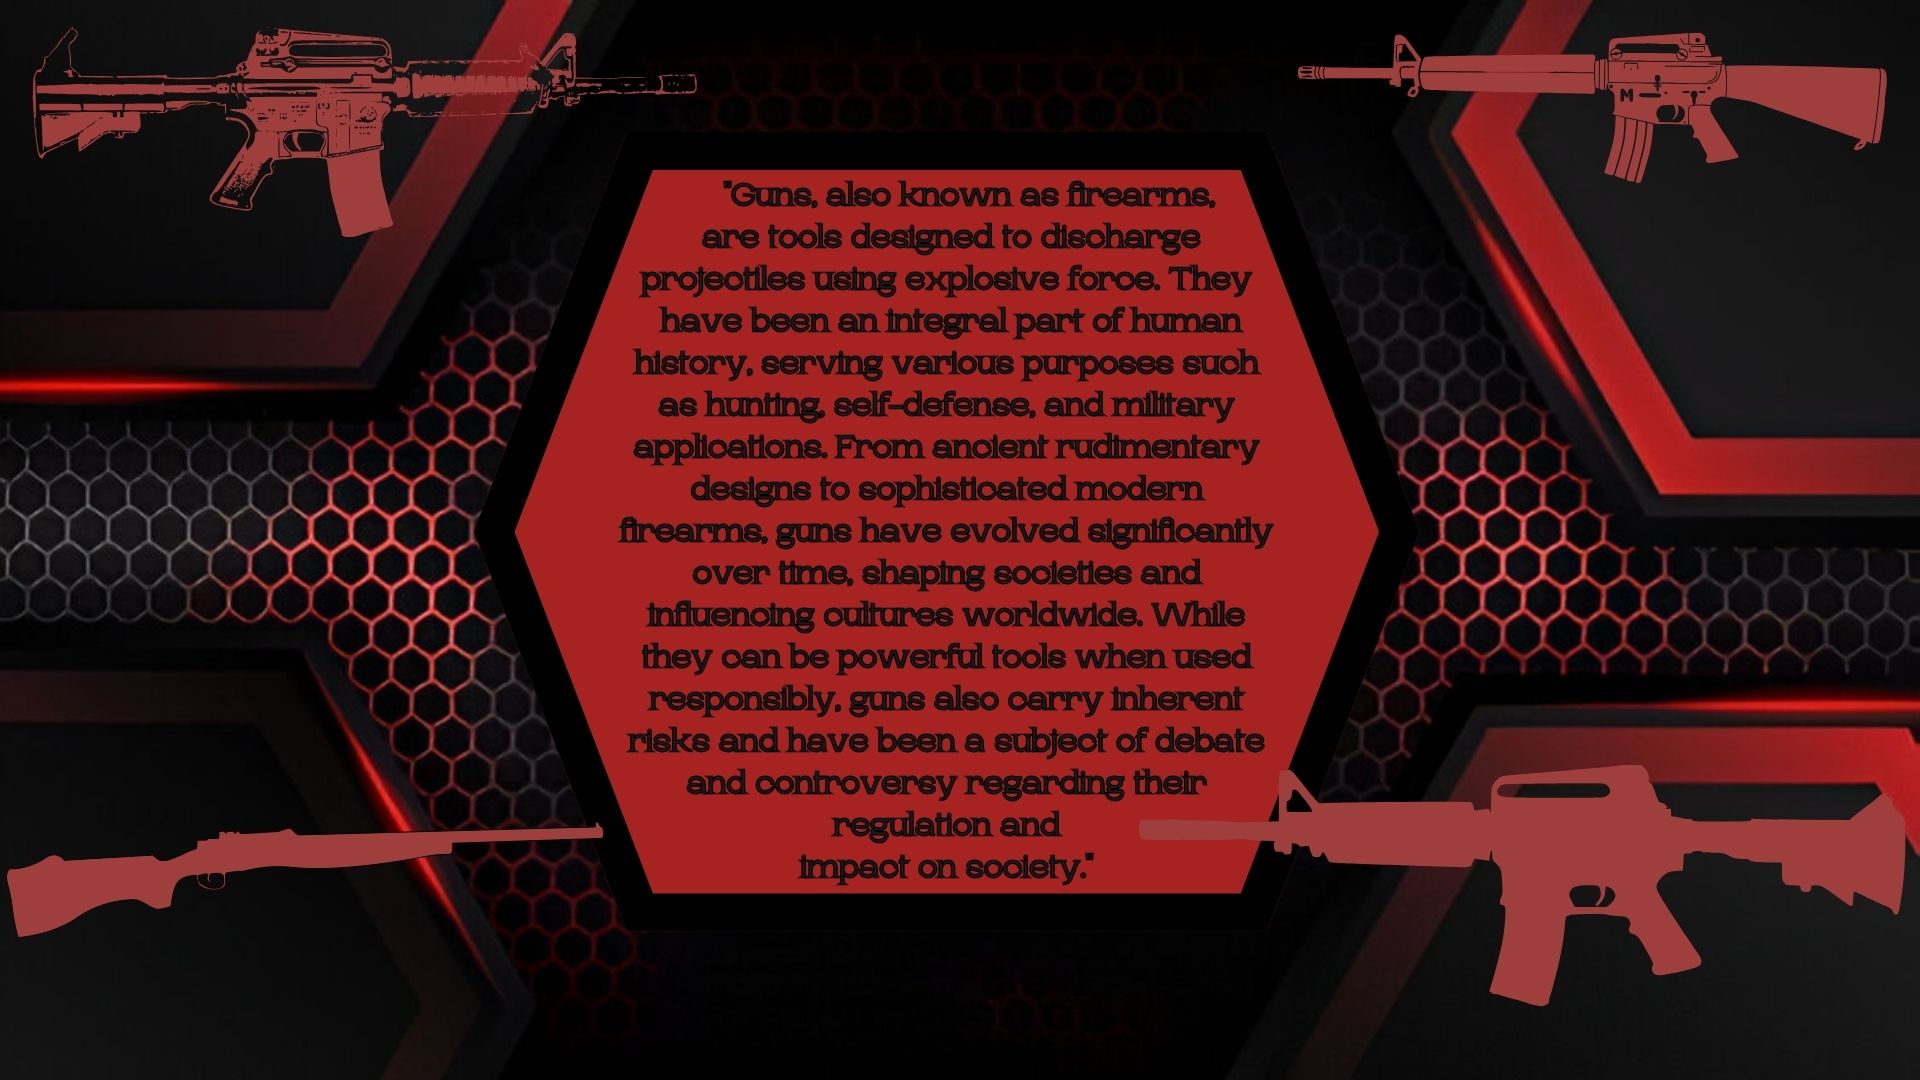 "Guns, also known as firearms,
are tools designed to discharge
projectiles using explosive force. They
have been an integral part of human
history, serving various purposes such
as hunting, self-defense, and military
applications. From ancient rudimentary
designs to sophisticated modern
firearms, guns have evolved significantly
over time, shaping societies and
influencing cultures worldwide. While
they can be powerful tools when used
responsibly, guns also carry inherent
risks and have been a subject of debate
and controversy regarding their
regulation and
impact on society."